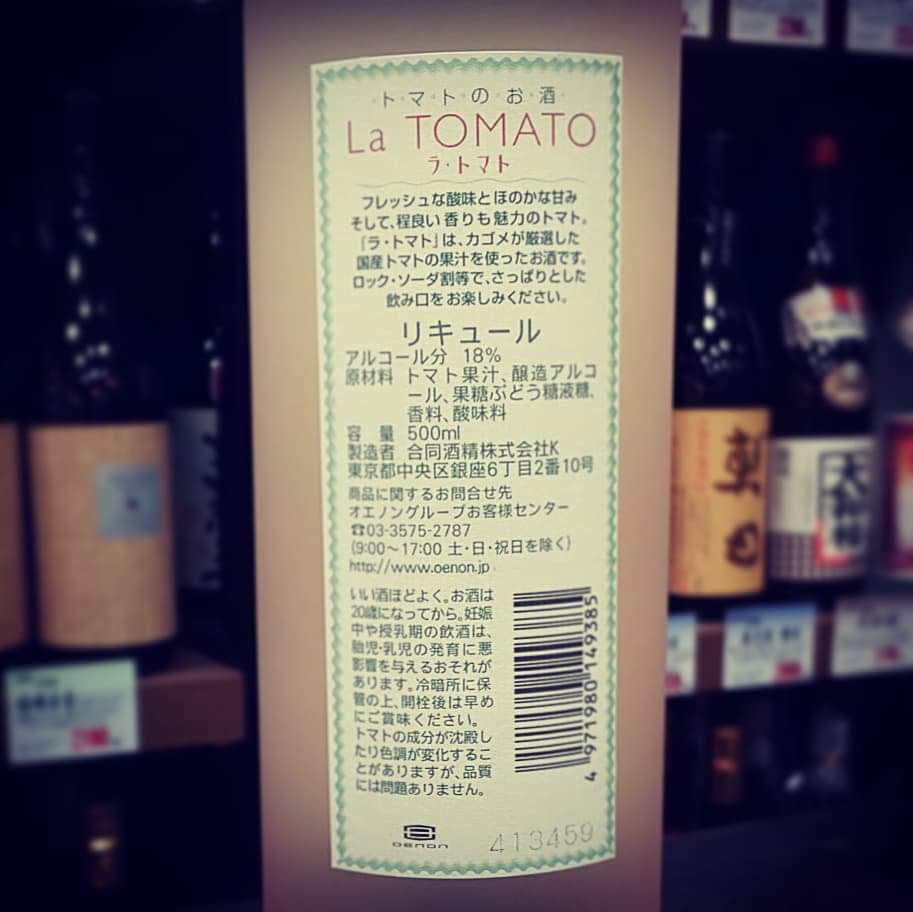 トマトのお酒
La TOMATO
ラ・トマト
フレッシュな酸味とほのかな甘み
そして、程良い香りも魅力のトマト。
「ラ・トマト」は、カゴメが厳選した
国産トマトの果汁を使ったお酒です。
ロック・ソーダ割等で、さっぱりとした
飲み口をお楽しみください。
リキュール
アルコール分 18%
原材料 トマト果汁、醸造アルコ
ール、果糖ぶどう糖液糖、
香料、酸味料
容 量 500ml
製造者 合同酒精株式会社K
東京都中央区銀座6丁目2番10号
商品に関するお問合せ先
オエノングループお客様センター
☎03-3575-2787
(9:00～17:00 土・日・祝日を除く)
http://www.oenon.jp
いい酒ほどよく。お酒は
20歳になってから。妊娠
中や授乳期の飲酒は、
胎児・乳児の発育に悪
影響を与えるおそれが
あります。冷暗所に保
管の上、開栓後は早め
にご賞味ください。
トマトの成分が沈殿し
たり色調が変化するこ
とがありますが、品質
には問題ありません。
4 971980 149385
OENON
413459